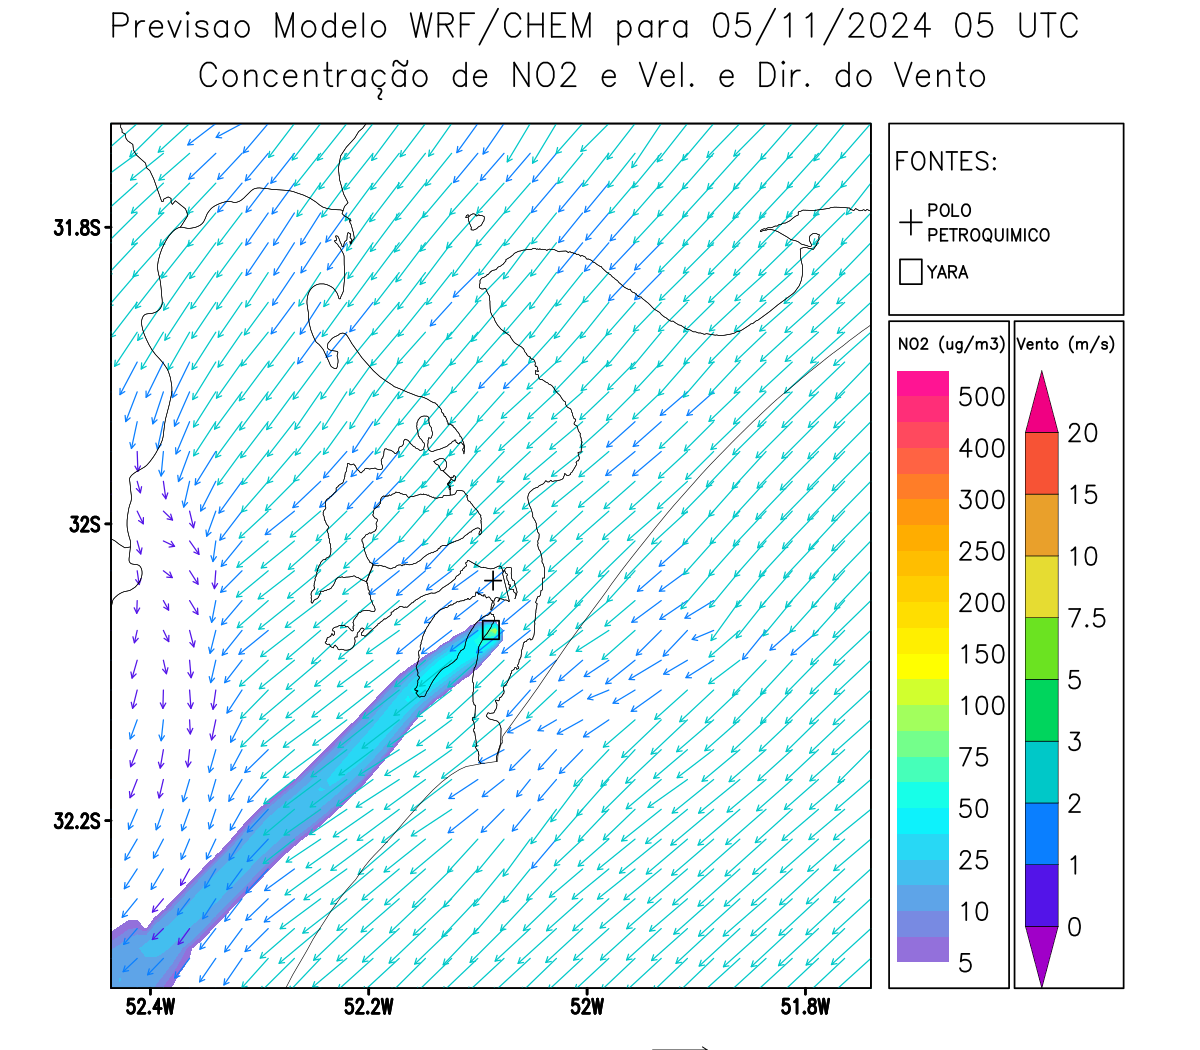 Previsao Modelo WRF/CHEM para 05/11/2024 05 UTC
Concentração de NO2 e Vel. e Dir. do Vento
FONTES:
POLO
PETROQUIMICO
YARA
NO2 (ug/m3)
500
400
300
250
200
150
100
75
50
25
10
5
Vento (m/s)
20
15
10
7.5
5
3
2
1
0
31.8S
32S
32.2S
52.4W
52.2W
52W
51.8W